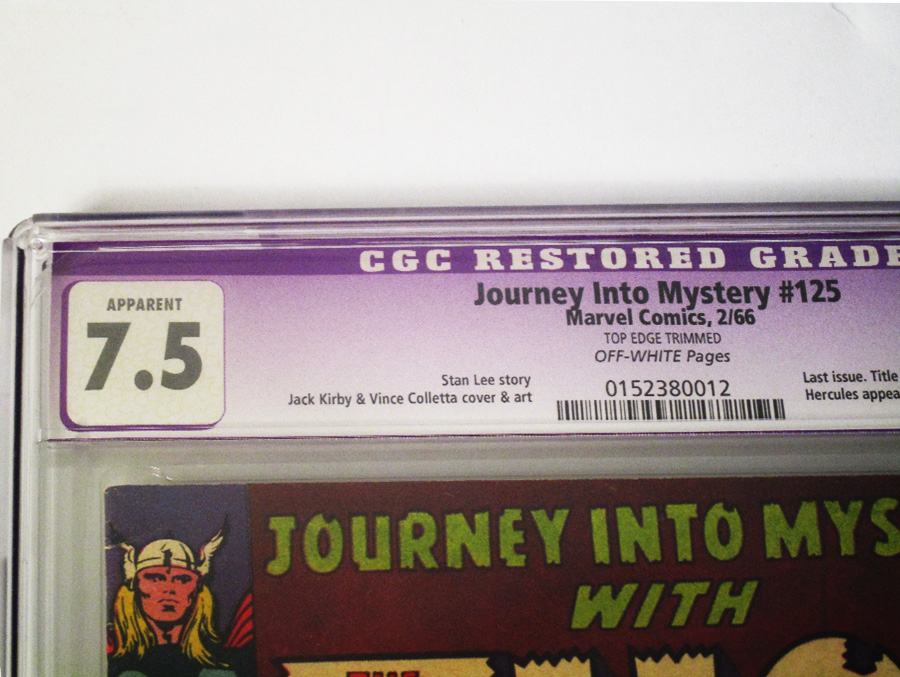 CGC RESTORED GRADE
APPARENT
7.5
Journey Into Mystery #125
Marvel Comics, 2/66
TOP EDGE TRIMMED
OFF-WHITE Pages
Stan Lee story
Jack Kirby & Vince Colletta cover & art
0152380012
Last issue. Title
Hercules appea
JOURNEY INTO MYS
WITH
THE